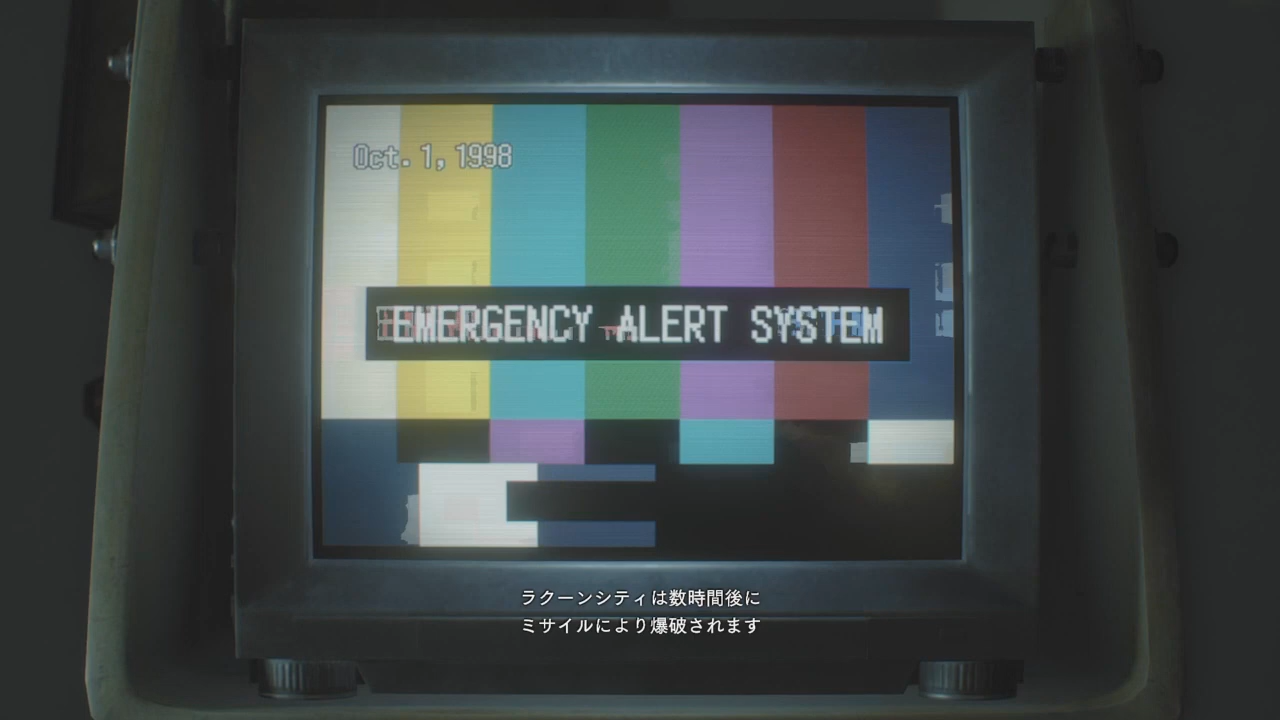 Oct. 1, 1998
EMERGENCY ALERT SYSTEM
ラクーンシティは数時間後に
ミサイルにより爆破されます